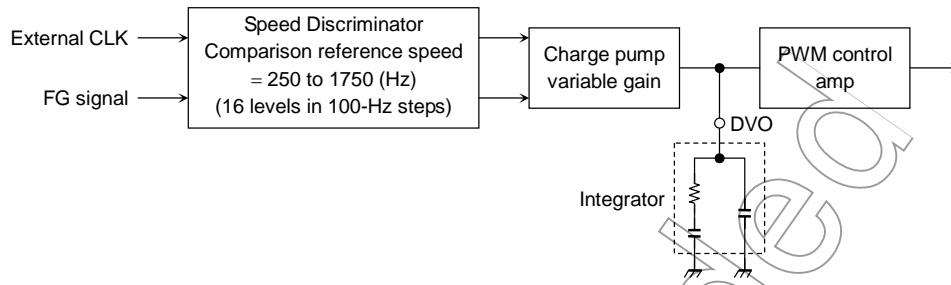 External CLK
FG signal
Speed Discriminator
Comparison reference speed
= 250 to 1750 (Hz)
(16 levels in 100-Hz steps)
Charge pump
variable gain
PWM control
amp
DVO
Integrator
ded